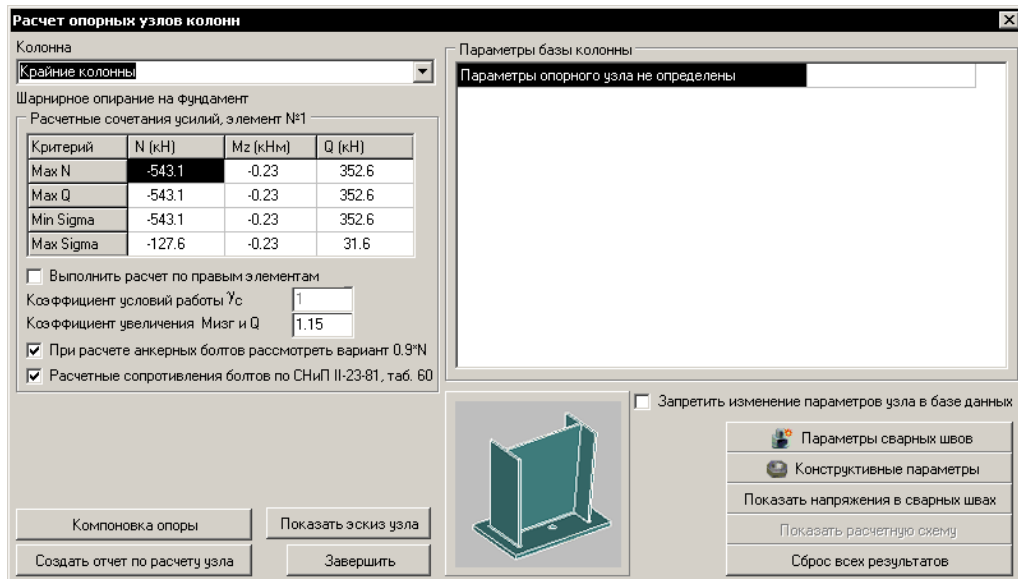 Расчет опорных узлов колонн
Колонна
Крайние колонны
Шарнирное опирание на фундамент
Расчетные сочетания усилий, элемент №1
Критерий N (кН) Mz (кНм) Q (кН)
Max N -543.1 -0.23 352.6
Max Q -543.1 -0.23 352.6
Min Sigma -543.1 -0.23 352.6
Max Sigma -127.6 -0.23 31.6
Выполнить расчет по правым элементам
Коэффициент условий работы γc 1
Коэффициент увеличения Мизг и Q 1.15
При расчете анкерных болтов рассмотреть вариант 0.9*N
Расчетные сопротивления болтов по СНиП II-23-81, таб. 60
Компоновка опоры
Показать эскиз узла
Создать отчет по расчету узла
Завершить
Параметры базы колонны
Параметры опорного узла не определены
Запретить изменение параметров узла в базе данных
Параметры сварных швов
Конструктивные параметры
Показать напряжения в сварных швах
Показать расчетную схему
Сброс всех результатов